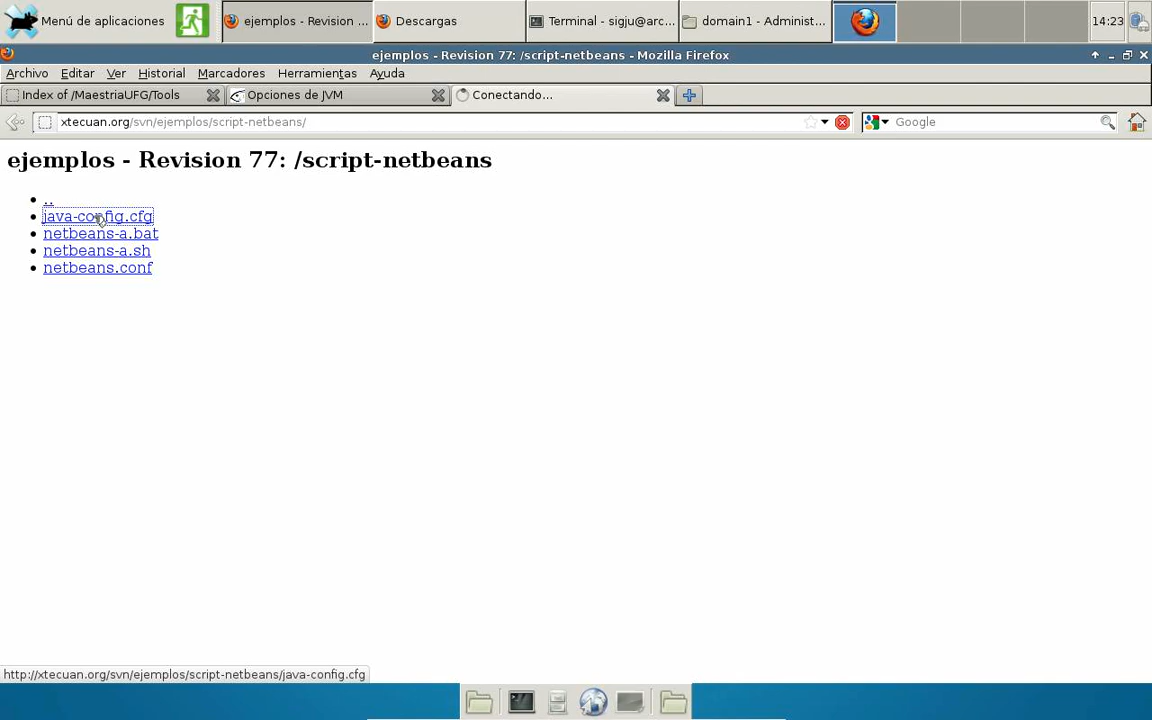 Menú de aplicaciones
ejemplos - Revision ...
Descargas
Terminal - sigju@arc...
domain1 - Administ...
14:23
ejemplos - Revision 77: /script-netbeans - Mozilla Firefox
Archivo Editar Ver Historial Marcadores Herramientas Ayuda
Index of /MaestriaUFG/Tools
Opciones de JVM
Conectando...
xtecuan.org/svn/ejemplos/script-netbeans/
Google
ejemplos - Revision 77: /script-netbeans
..
java-config.cfg
netbeans-a.bat
netbeans-a.sh
netbeans.conf
http://xtecuan.org/svn/ejemplos/script-netbeans/java-config.cfg